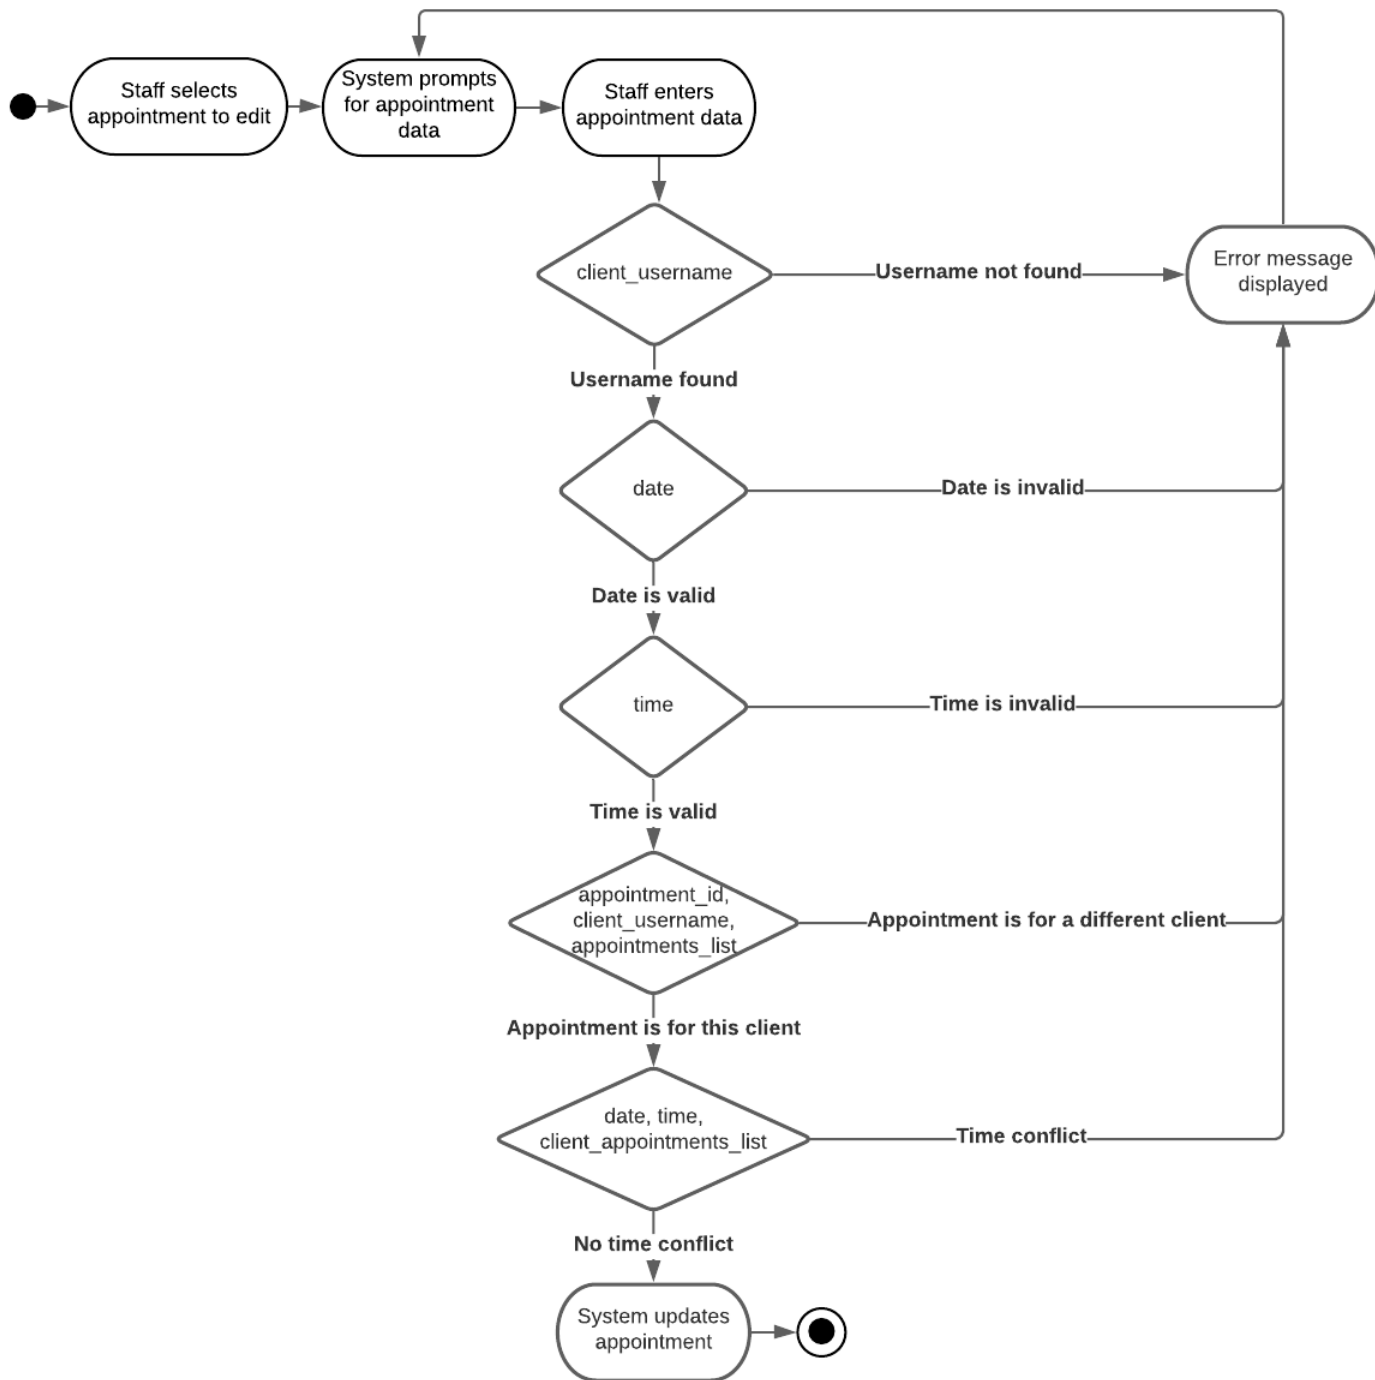 Staff selects
appointment to edit
System prompts
for appointment
data
Staff enters
appointment data
client_username
Username not found
Error message
displayed
Username found
date
Date is invalid
Date is valid
time
Time is invalid
Time is valid
appointment_id,
client_username,
appointments_list
Appointment is for a different client
Appointment is for this client
date, time,
client_appointments_list
Time conflict
No time conflict
System updates
appointment